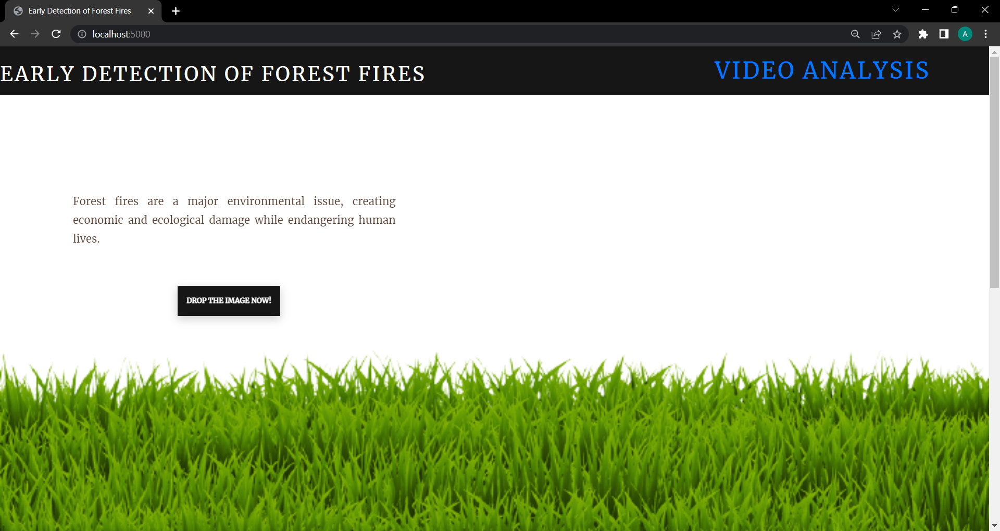 Early Detection of Forest Fires
localhost:5000
A
EARLY DETECTION OF FOREST FIRES
VIDEO ANALYSIS
Forest fires are a major environmental issue, creating
economic and ecological damage while endangering human
lives.
DROP THE IMAGE NOW!